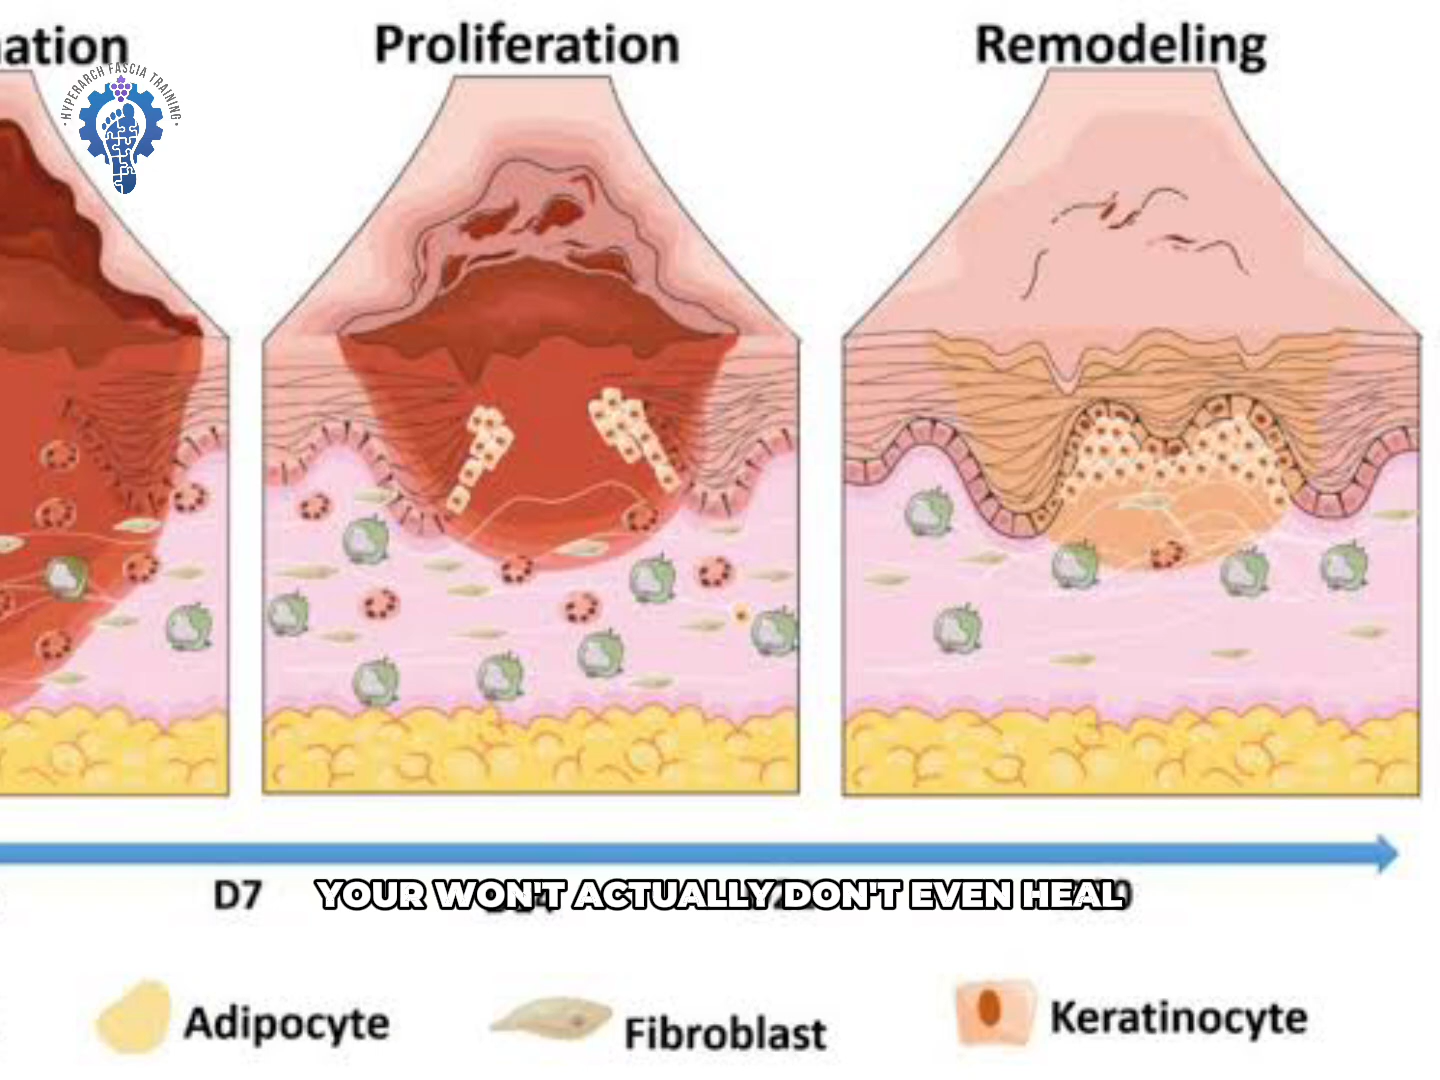 ation
Proliferation
Remodeling
· HYPERARCH FASCIA TRAINING ·
D7
YOUR WON'T ACTUALLY DON'T EVEN HEAL
Adipocyte
Fibroblast
Keratinocyte